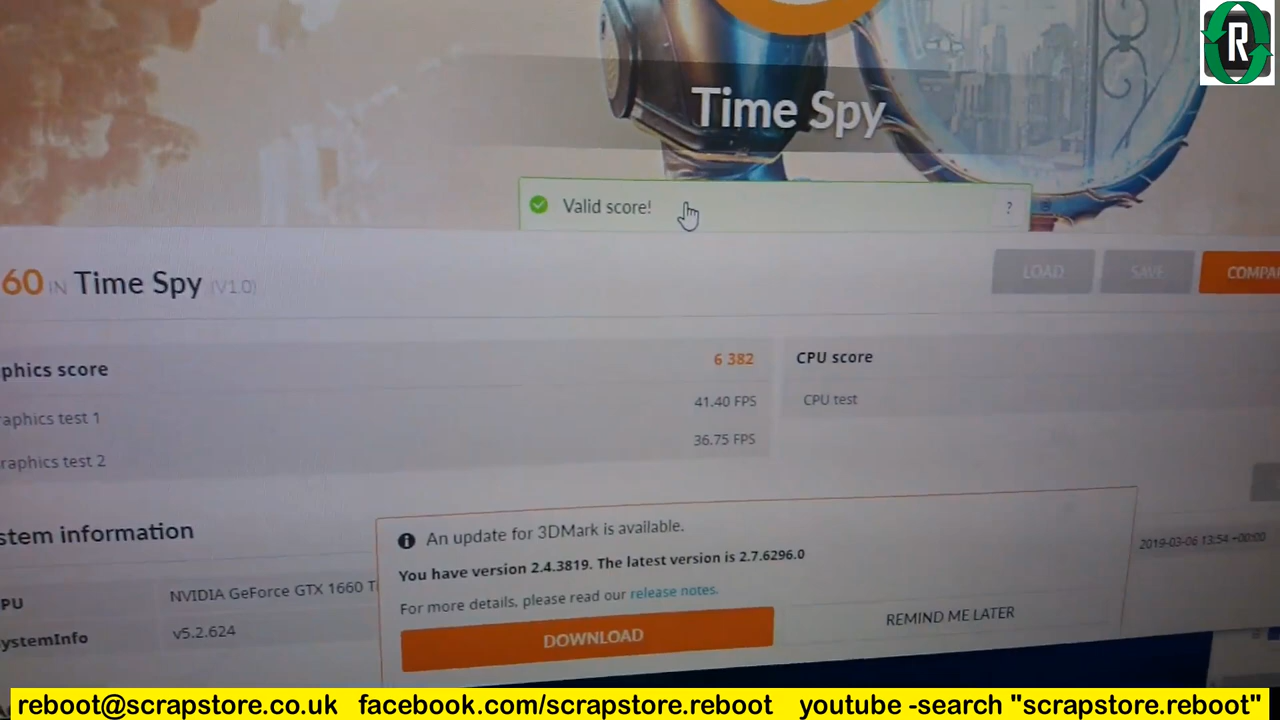 R
Time Spy
Valid score!
?
60 IN Time Spy (V1.0)
LOAD
SAVE
COMPA
phics score 6 382
raphics test 1 41.40 FPS
raphics test 2 36.75 FPS
CPU score
CPU test
stem information
2019-03-06 13:54 +00:00
PU NVIDIA GeForce GTX 1660 T
ystemInfo v5.2.624
An update for 3DMark is available.
You have version 2.4.3819. The latest version is 2.7.6296.0
For more details, please read our release notes.
DOWNLOAD
REMIND ME LATER
reboot@scrapstore.co.uk facebook.com/scrapstore.reboot youtube -search "scrapstore.reboot"